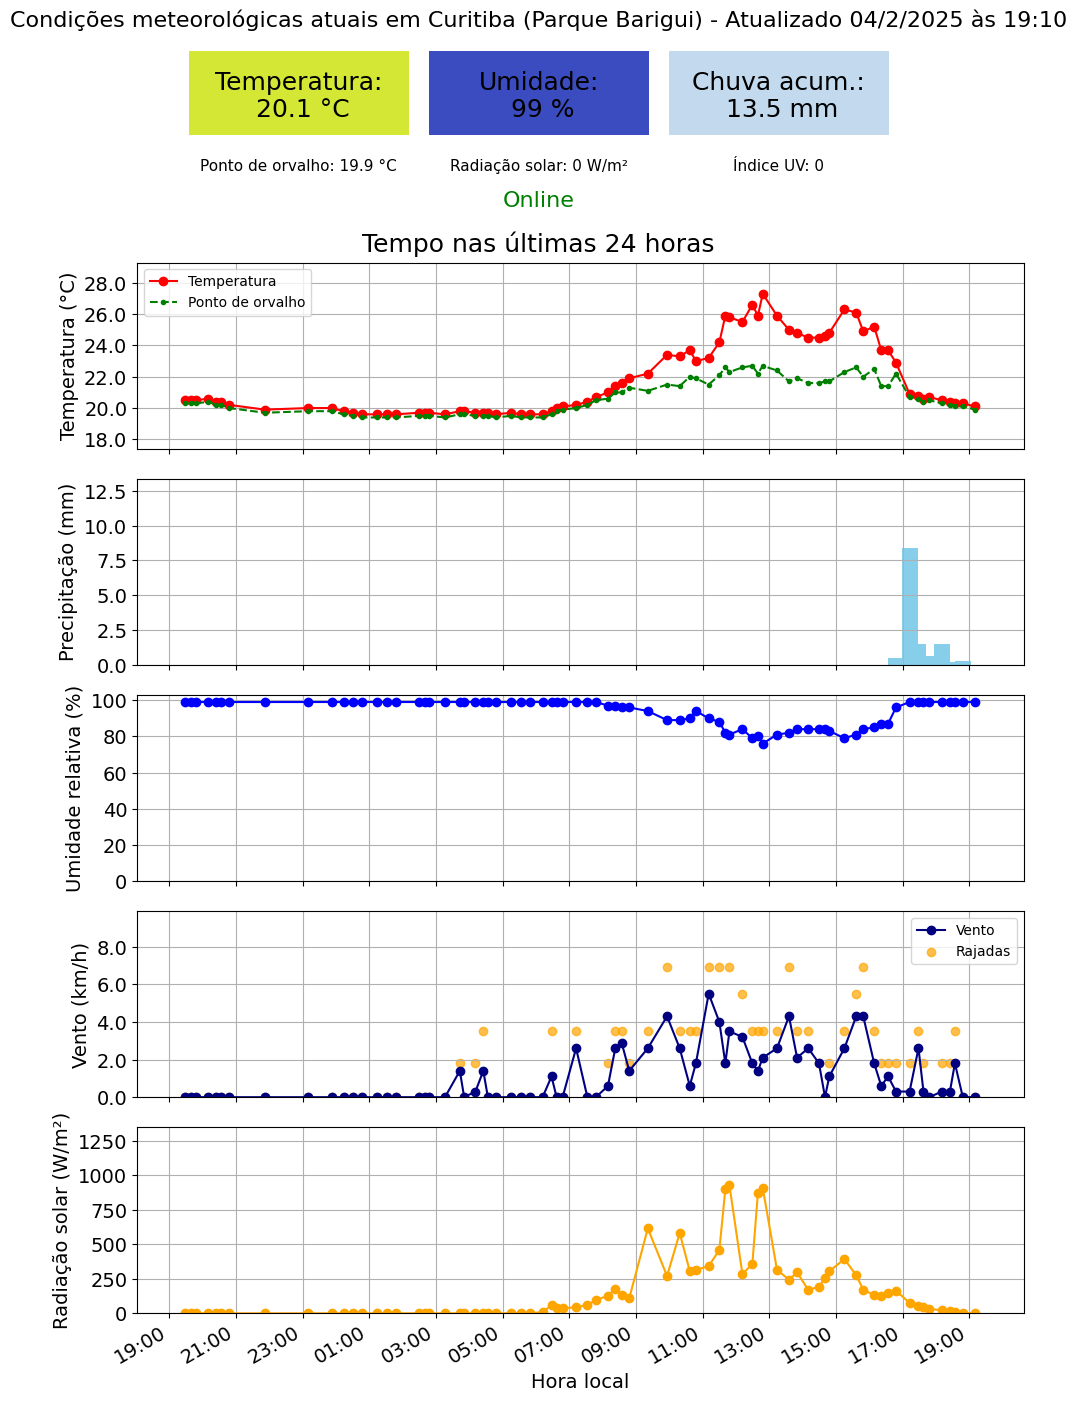 Condições meteorológicas atuais em Curitiba (Parque Barigui) - Atualizado 04/2/2025 às 19:10
Temperatura:
20.1 °C
Umidade:
99 %
Chuva acum.:
13.5 mm
Ponto de orvalho: 19.9 °C
Radiação solar: 0 W/m²
Índice UV: 0
Online
Tempo nas últimas 24 horas
Temperatura (°C)
28.0
26.0
24.0
22.0
20.0
18.0
Temperatura
Ponto de orvalho
Precipitação (mm)
12.5
10.0
7.5
5.0
2.5
0.0
Umidade relativa (%)
100
80
60
40
20
0
Vento (km/h)
8.0
6.0
4.0
2.0
0.0
Vento
Rajadas
Radiação solar (W/m²)
1250
1000
750
500
250
0
19:00
21:00
23:00
01:00
03:00
05:00
07:00
09:00
11:00
13:00
15:00
17:00
19:00
Hora local